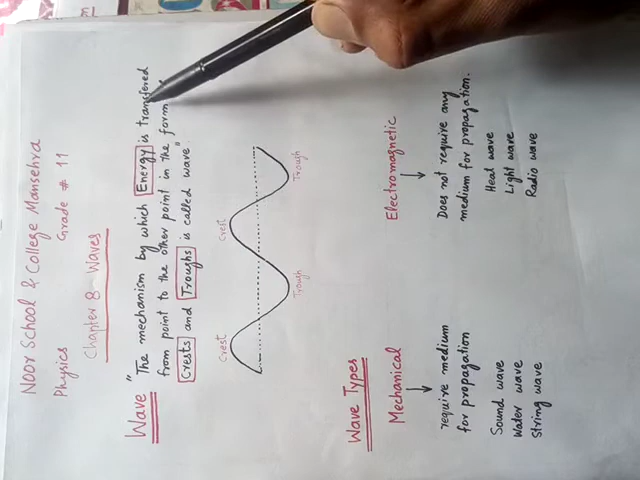 Noor School & College Mansehra
Physics Grade # 11
Chapter 8 Waves
Wave "The mechanism by which Energy is transfered
from point to the other point in the form
Crests and Troughs is called wave"
Crest Crest
Trough Trough
Wave Types
Mechanical
require medium
for propagation
Sound wave
Water wave
String wave
Electromagnetic
Does not require any
medium for propagation.
Heat wave
Light wave
Radio wave